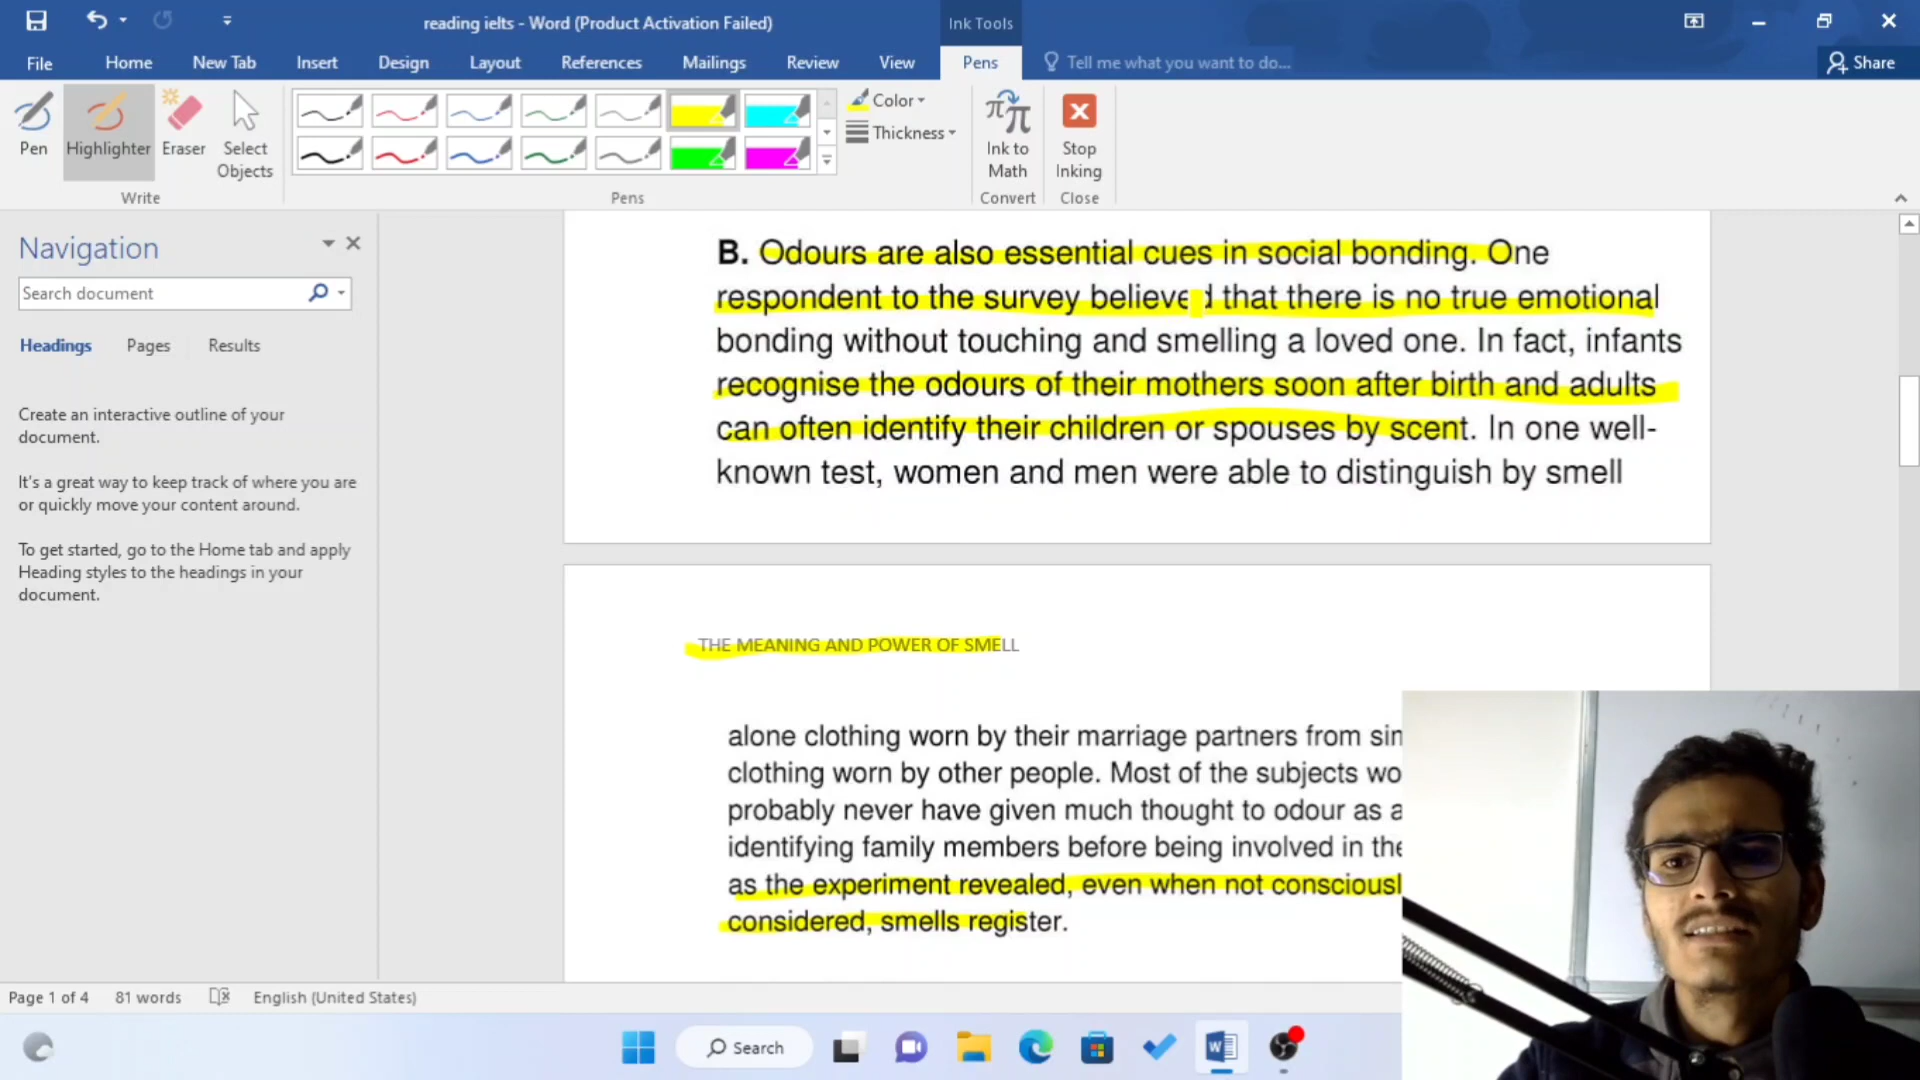 reading ielts - Word (Product Activation Failed)
Ink Tools
File
Home
New Tab
Insert
Design
Layout
References
Mailings
Review
View
Pens
Tell me what you want to do...
Share
Pen
Highlighter
Eraser
Select
Objects
Write
Pens
Color
Thickness
Ink to
Math
Convert
Stop
Inking
Close
Navigation
Search document
Headings
Pages
Results
Create an interactive outline of your
document.
It's a great way to keep track of where you are
or quickly move your content around.
To get started, go to the Home tab and apply
Heading styles to the headings in your
document.
B. Odours are also essential cues in social bonding. One
respondent to the survey believed that there is no true emotional
bonding without touching and smelling a loved one. In fact, infants
recognise the odours of their mothers soon after birth and adults
can often identify their children or spouses by scent. In one well-
known test, women and men were able to distinguish by smell
THE MEANING AND POWER OF SMELL
alone clothing worn by their marriage partners from
clothing worn by other people. Most of the subjects
probably never have given much thought to odour as
identifying family members before being involved in
as the experiment revealed, even when not
considered, smells register.
Page 1 of 4
81 words
English (United States)
Search